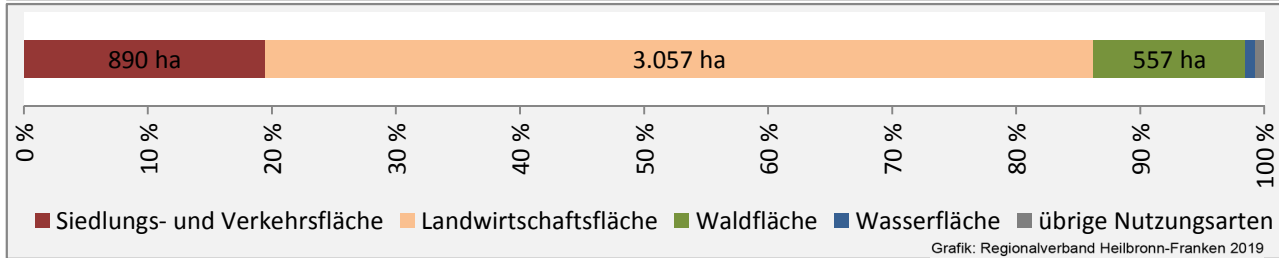 890 ha 3.057 ha 557 ha
0 % 10 % 20 % 30 % 40 % 50 % 60 % 70 % 80 % 90 % 100 %
Siedlungs- und Verkehrsfläche Landwirtschaftsfläche Waldfläche Wasserfläche übrige Nutzungsarten
Grafik: Regionalverband Heilbronn-Franken 2019